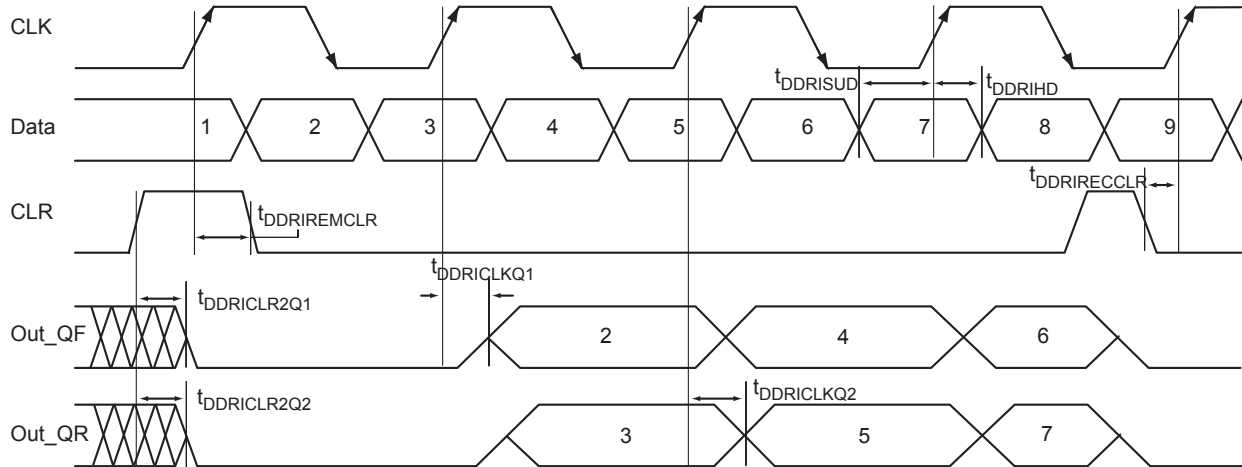 CLK
tDDRISUD
tDDRIHD
Data
1 2 3 4 5 6 7 8 9
tDDRIRECCLR
CLR
tDDRIREMCLR
tDDRICLKQ1
tDDRICLR2Q1
Out_QF
2 4 6
tDDRICLR2Q2
tDDRICLKQ2
Out_QR
3 5 7